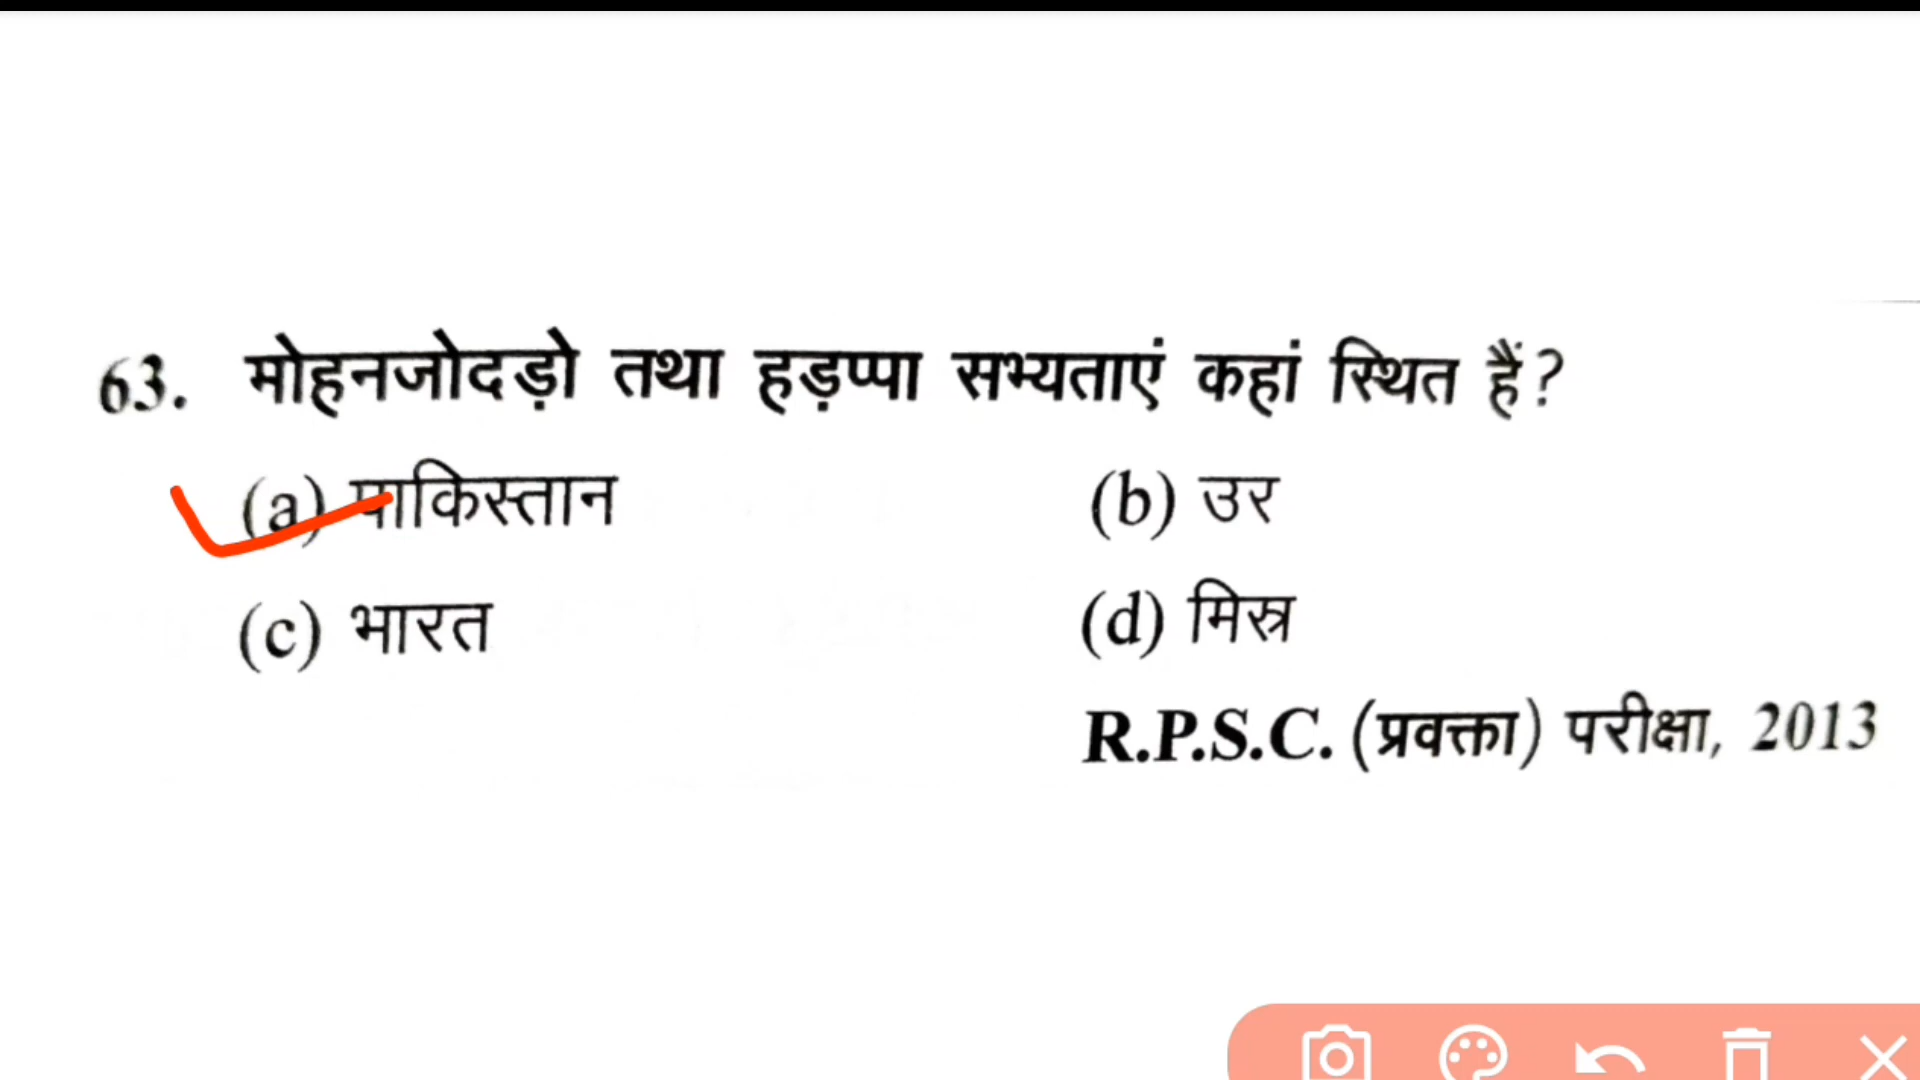 63. मोहनजोदड़ो तथा हड़प्पा सभ्यताएं कहां स्थित हैं?
(a) पाकिस्तान (b) उर
(c) भारत (d) मिस्र
R.P.S.C. (प्रवक्ता) परीक्षा, 2013